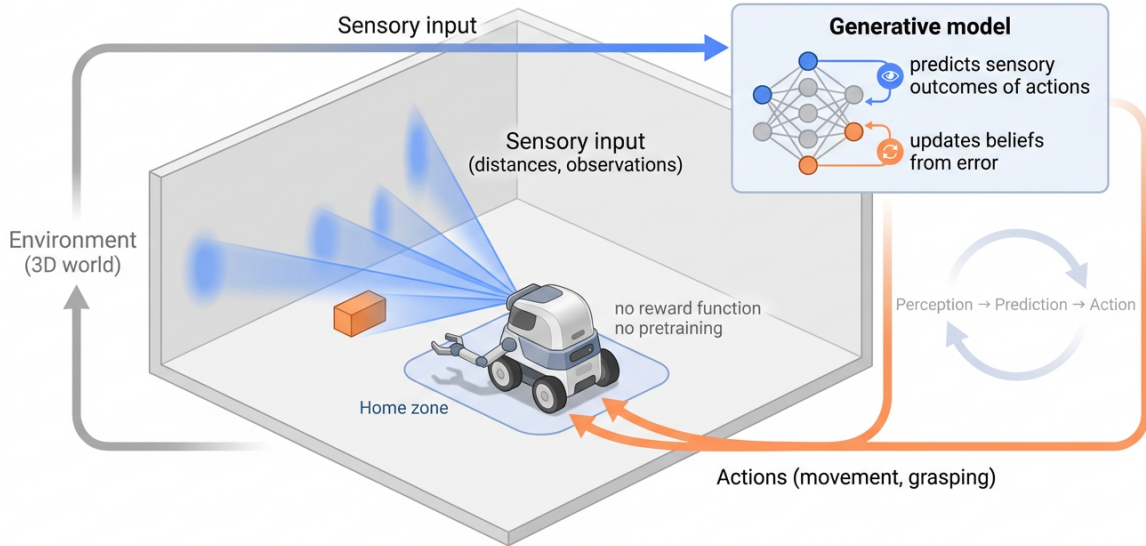 Sensory input
Generative model
predicts sensory
outcomes of actions
updates beliefs
from error
Sensory input
(distances, observations)
Environment
(3D world)
no reward function
no pretraining
Perception → Prediction → Action
Home zone
Actions (movement, grasping)